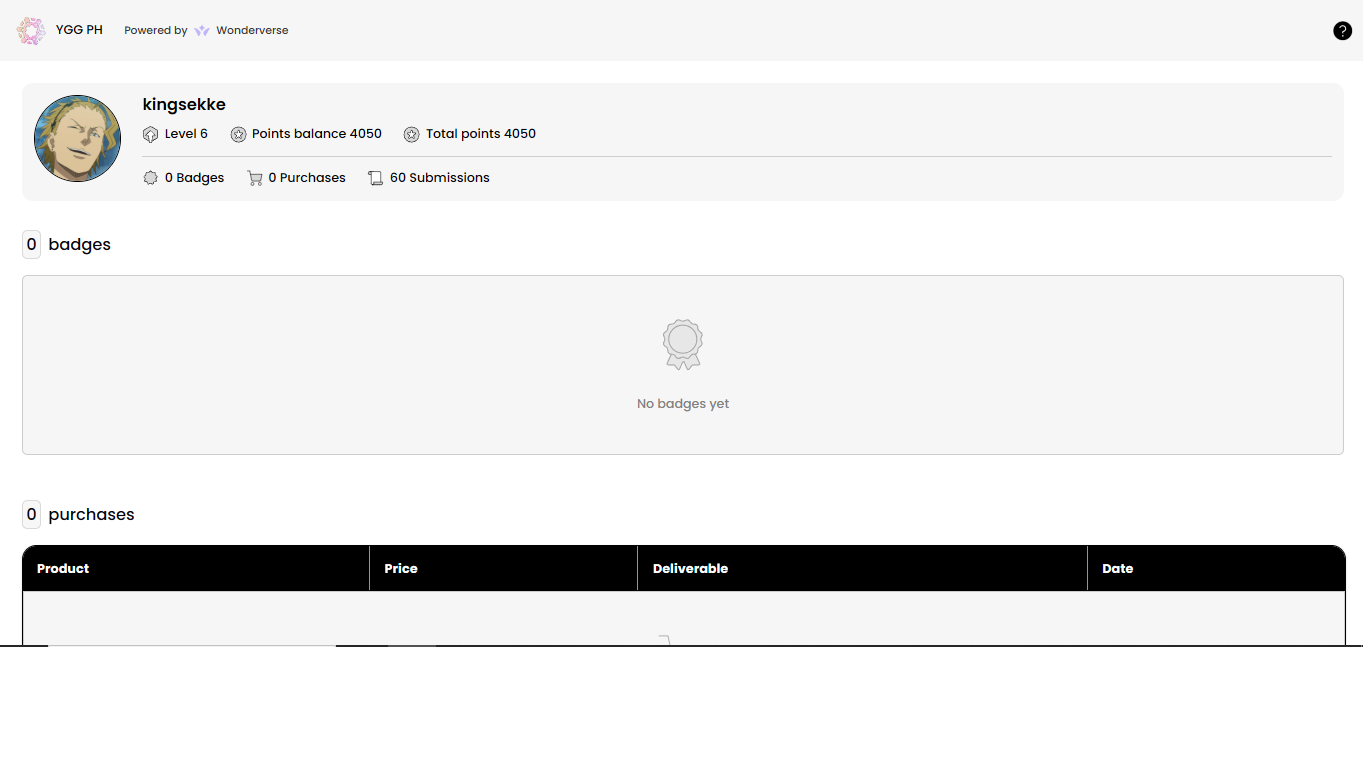 YGG PH Powered by Wonderverse ?
kingsekke
Level 6 Points balance 4050 Total points 4050
0 Badges 0 Purchases 60 Submissions
0 badges
No badges yet
0 purchases
Product Price Deliverable Date